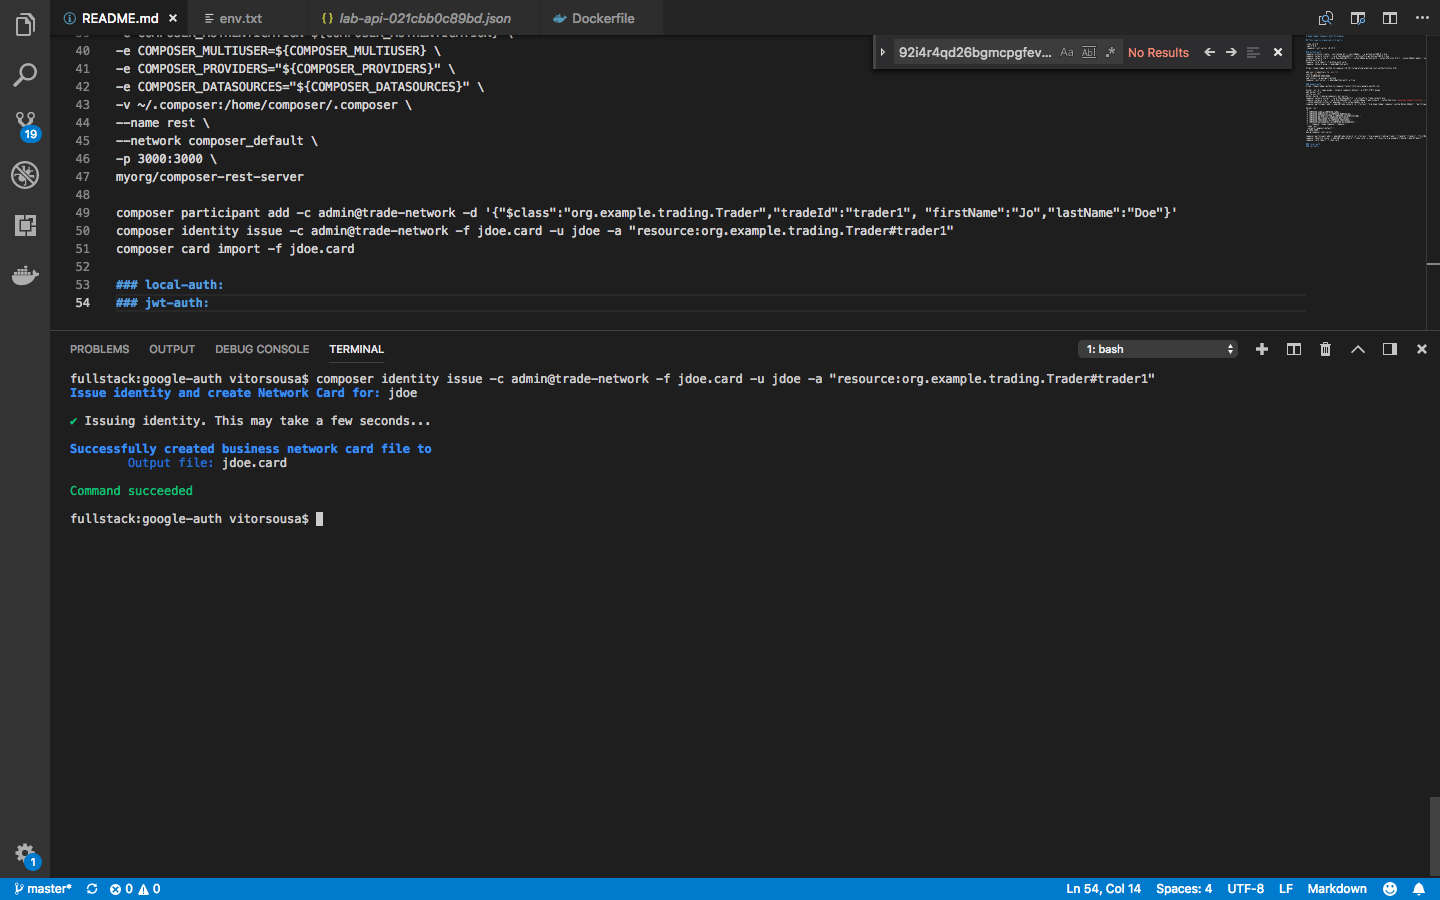 README.md
env.txt
lab-api-021cbb0c89bd.json
Dockerfile
92i4r4qd26bgmcpgfev... Aa Abl .* No Results
40 -e COMPOSER_MULTIUSER=${COMPOSER_MULTIUSER} \
41 -e COMPOSER_PROVIDERS="${COMPOSER_PROVIDERS}" \
42 -e COMPOSER_DATASOURCES="${COMPOSER_DATASOURCES}" \
43 -v ~/.composer:/home/composer/.composer \
44 --name rest \
45 --network composer_default \
46 -p 3000:3000 \
47 myorg/composer-rest-server
48
49 composer participant add -c admin@trade-network -d '{"$class":"org.example.trading.Trader","tradeId":"trader1", "firstName":"Jo","lastName":"Doe"}'
50 composer identity issue -c admin@trade-network -f jdoe.card -u jdoe -a "resource:org.example.trading.Trader#trader1"
51 composer card import -f jdoe.card
52
53 ### local-auth:
54 ### jwt-auth:
19
PROBLEMS OUTPUT DEBUG CONSOLE TERMINAL 1: bash
fullstack:google-auth vitorsousa$ composer identity issue -c admin@trade-network -f jdoe.card -u jdoe -a "resource:org.example.trading.Trader#trader1"
Issue identity and create Network Card for: jdoe
✔ Issuing identity. This may take a few seconds...
Successfully created business network card file to
Output file: jdoe.card
Command succeeded
fullstack:google-auth vitorsousa$
1
master* 0 0 Ln 54, Col 14 Spaces: 4 UTF-8 LF Markdown